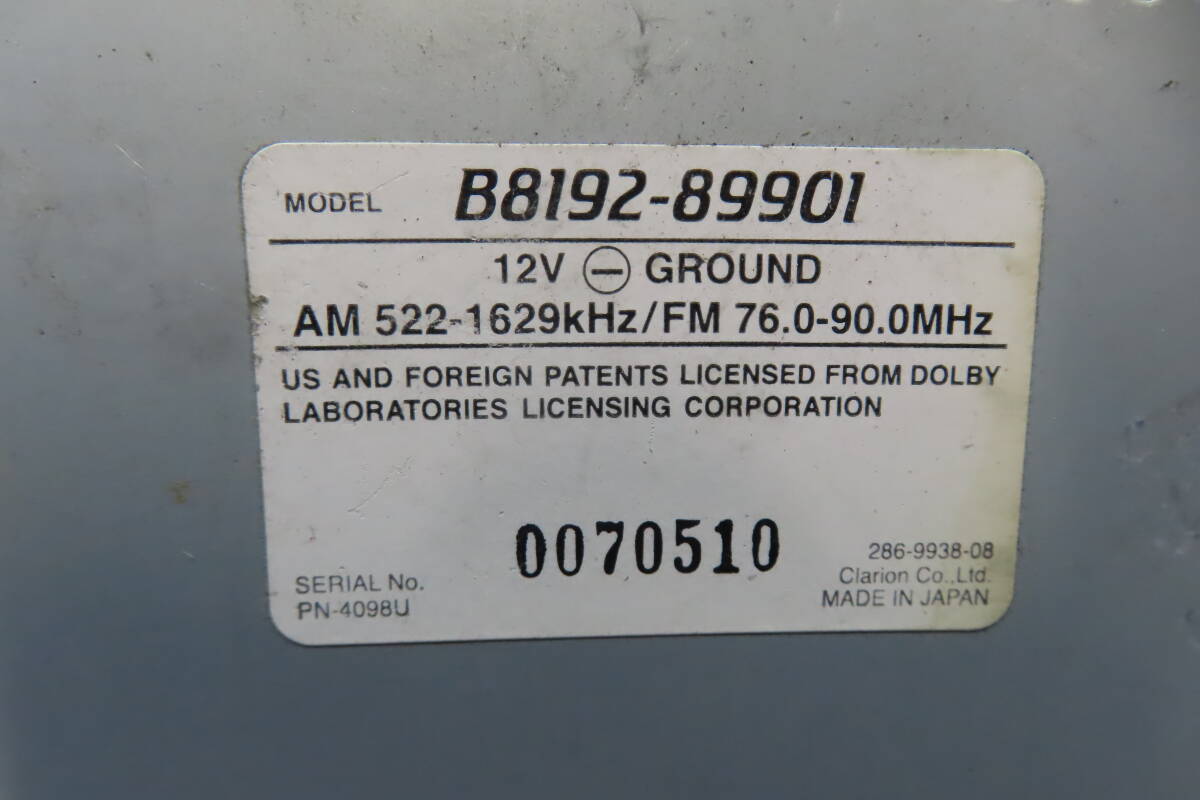 MODEL B8192-89901
12V ⊖ GROUND
AM 522-1629kHz/FM 76.0-90.0MHz
US AND FOREIGN PATENTS LICENSED FROM DOLBY
LABORATORIES LICENSING CORPORATION
0070510
SERIAL No.
PN-4098U
286-9938-08
Clarion Co.,Ltd.
MADE IN JAPAN